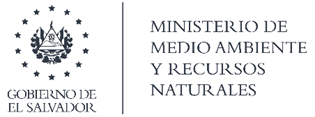 GOBIERNO DE
EL SALVADOR
MINISTERIO DE
MEDIO AMBIENTE
Y RECURSOS
NATURALES